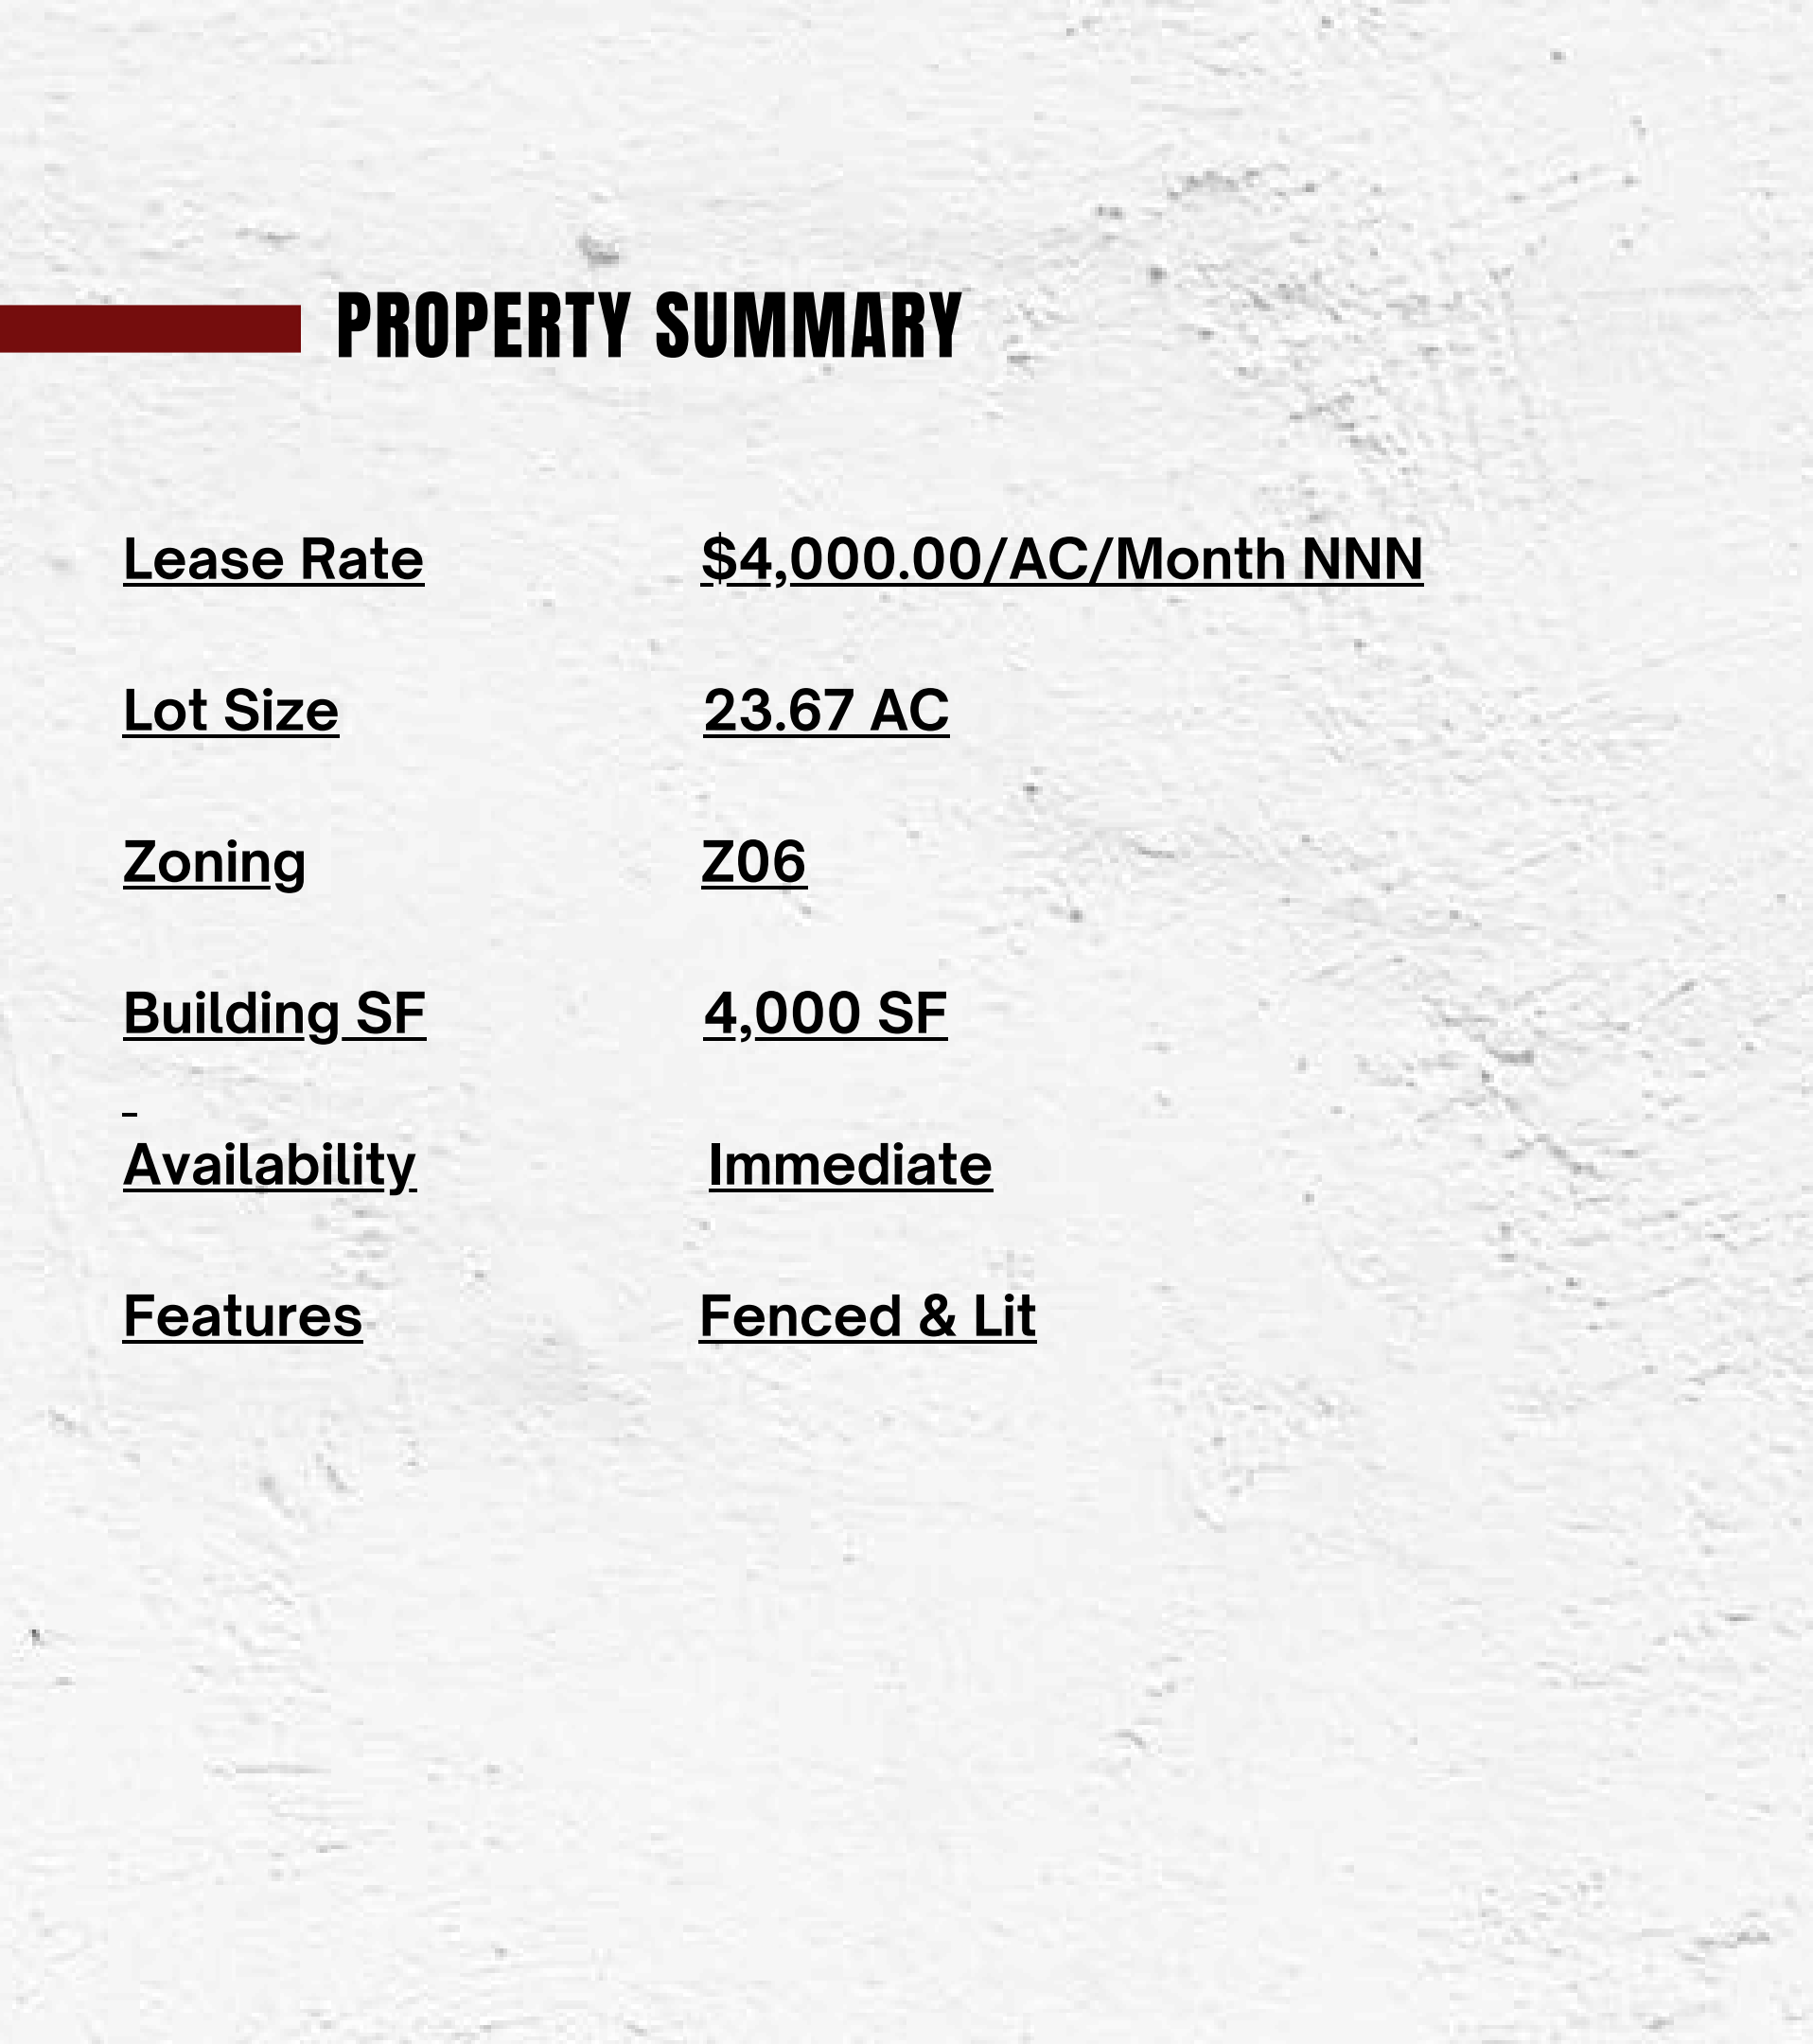 PROPERTY SUMMARY
Lease Rate $4,000.00/AC/Month NNN
Lot Size 23.67 AC
Zoning Z06
Building SF 4,000 SF
Availability Immediate
Features Fenced & Lit